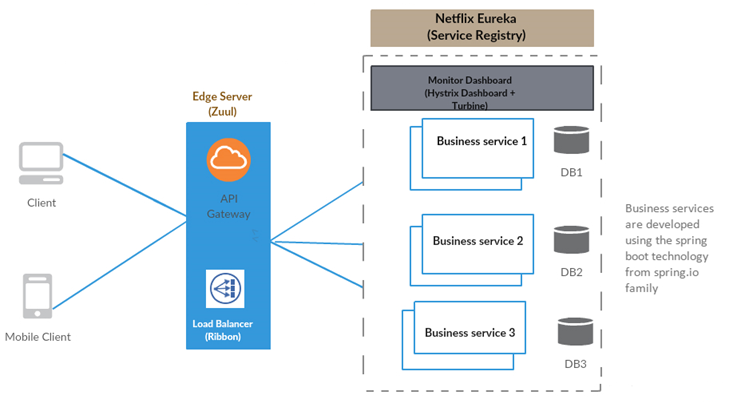 Netflix Eureka
(Service Registry)
Monitor Dashboard
(Hystrix Dashboard +
Turbine)
Edge Server
(Zuul)
API
Gateway
Load Balancer
(Ribbon)
Client
Mobile Client
Business service 1
DB1
Business service 2
DB2
Business service 3
DB3
Business services
are developed
using the spring
boot technology
from spring.io
family